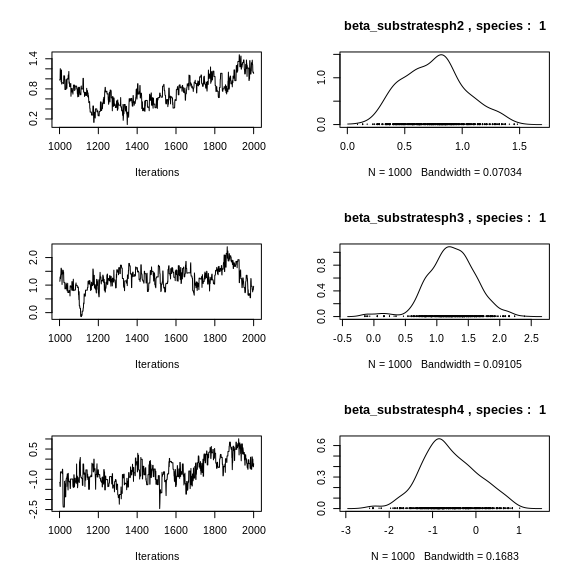 beta_substratesph2 , species : 1
0.2 0.8 1.4
0.0 1.0
1000 1200 1400 1600 1800 2000
0.0 0.5 1.0 1.5
Iterations
N = 1000 Bandwidth = 0.07034
beta_substratesph3 , species : 1
0.0 1.0 2.0
0.0 0.4 0.8
1000 1200 1400 1600 1800 2000
-0.5 0.0 0.5 1.0 1.5 2.0 2.5
Iterations
N = 1000 Bandwidth = 0.09105
beta_substratesph4 , species : 1
-2.5 -1.0 0.5
0.0 0.3 0.6
1000 1200 1400 1600 1800 2000
-3 -2 -1 0 1
Iterations
N = 1000 Bandwidth = 0.1683